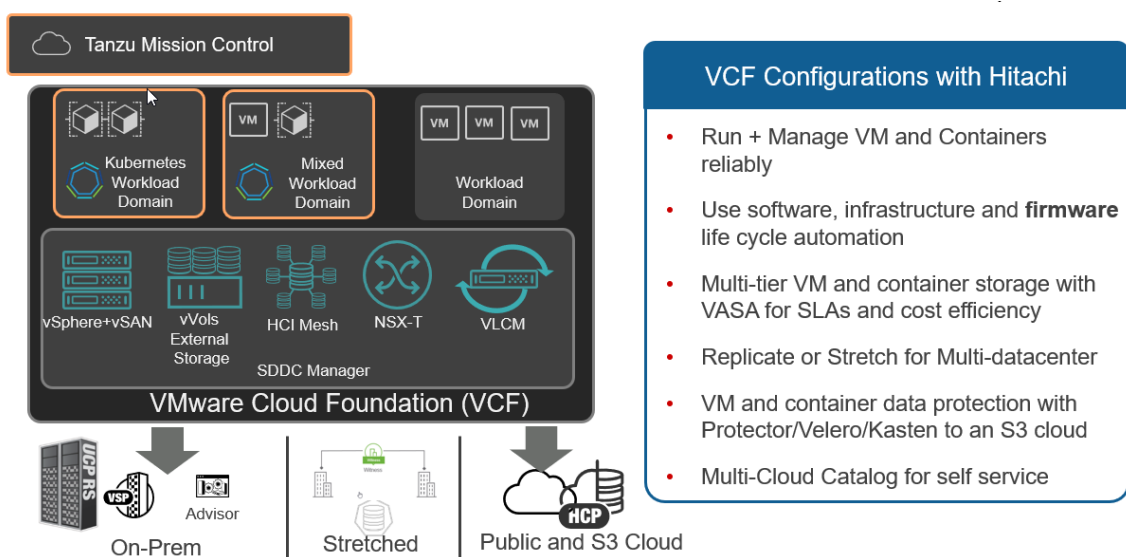 Tanzu Mission Control
Kubernetes
Workload
Domain
VM
Mixed
Workload
Domain
VM VM VM
Workload
Domain
vSphere+vSAN
vVols
External
Storage
HCI Mesh
NSX-T
VLCM
SDDC Manager
VMware Cloud Foundation (VCF)
UCP RS
VSP
Advisor
On-Prem
Witness
Stretched
HCP
Public and S3 Cloud
VCF Configurations with Hitachi
• Run + Manage VM and Containers
reliably
• Use software, infrastructure and firmware
life cycle automation
• Multi-tier VM and container storage with
VASA for SLAs and cost efficiency
• Replicate or Stretch for Multi-datacenter
• VM and container data protection with
Protector/Velero/Kasten to an S3 cloud
• Multi-Cloud Catalog for self service